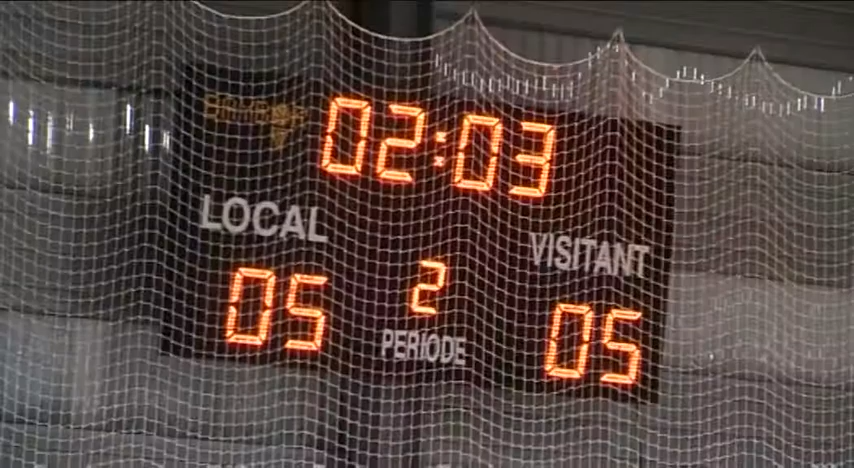 02:03
LOCAL
VISITANT
05
2
05
PERIODE